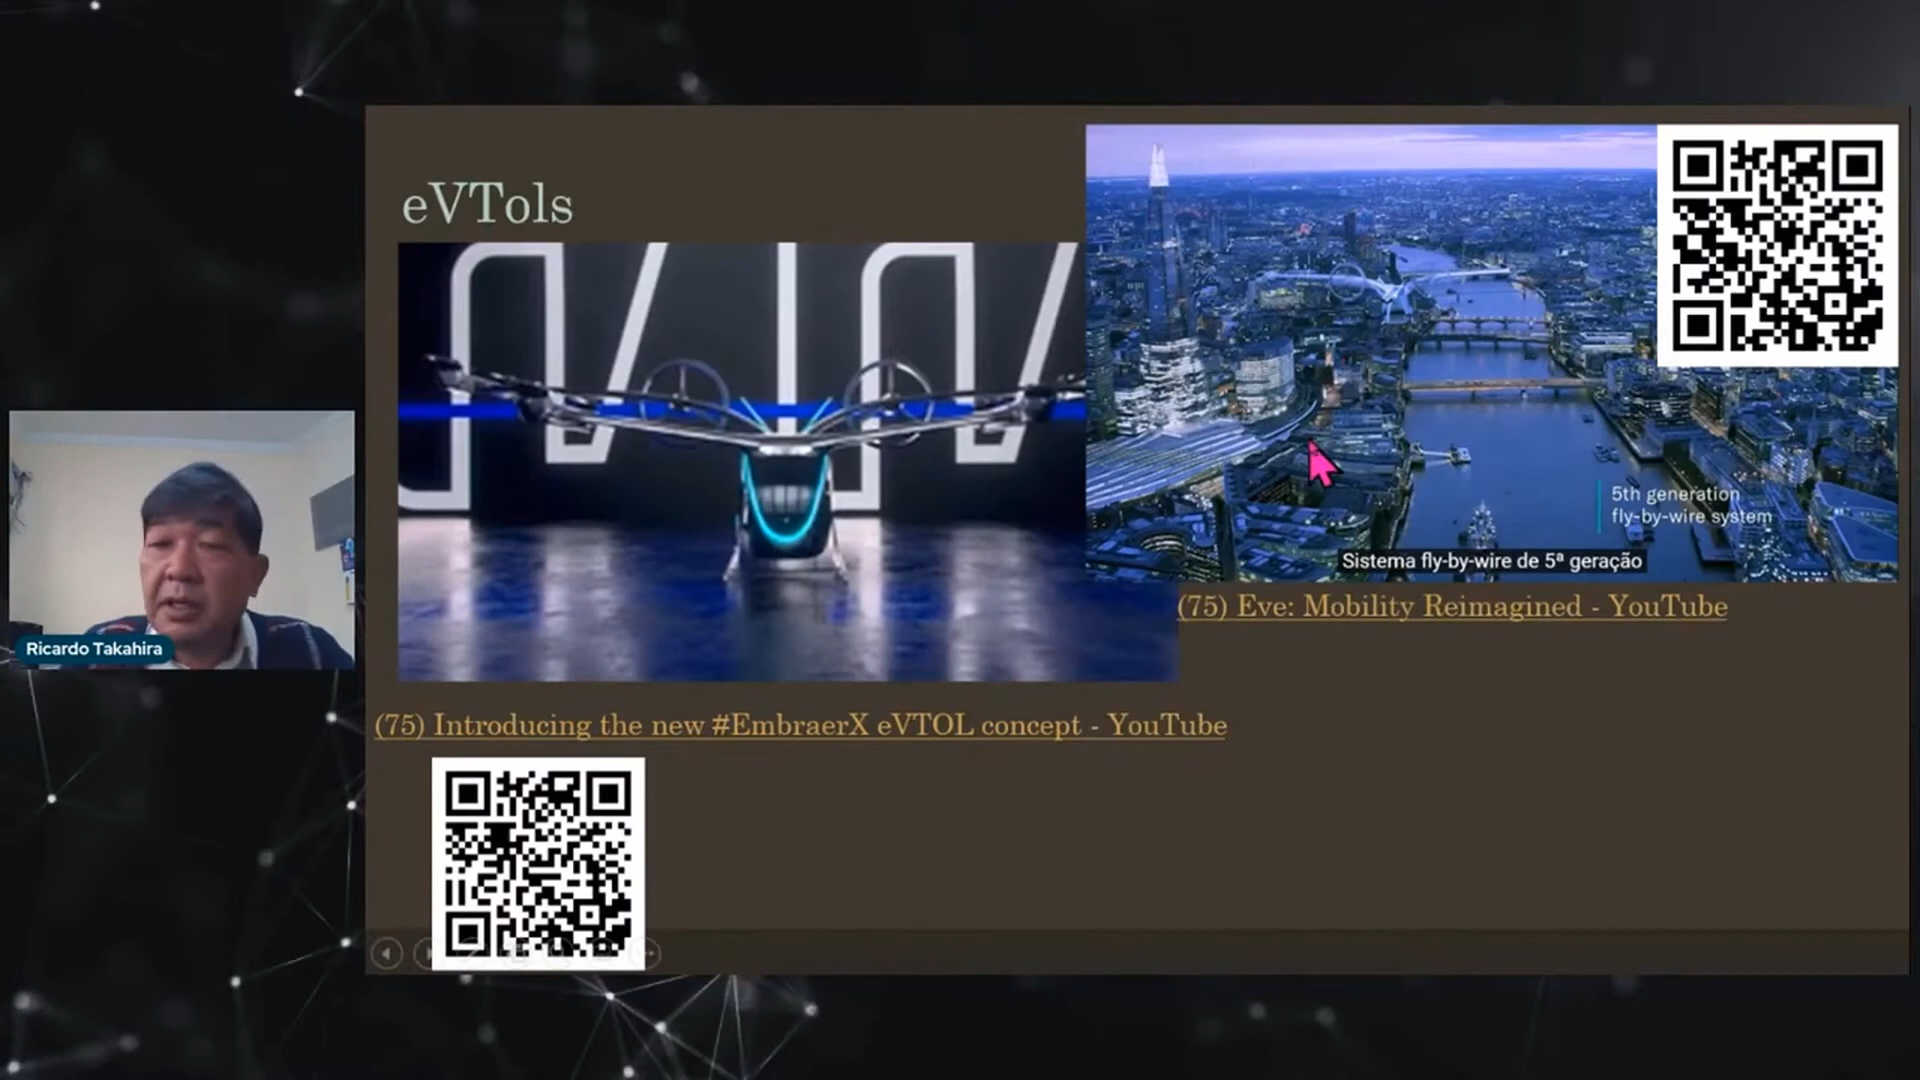 eVTols
5th generation
fly-by-wire system
Sistema fly-by-wire de 5ª geração
(75) Eve: Mobility Reimagined - YouTube
Ricardo Takahira
(75) Introducing the new #EmbraerX eVTOL concept - YouTube